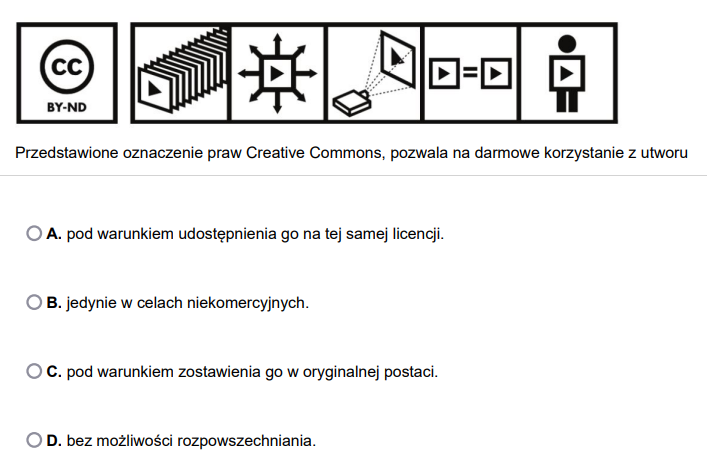 CC
BY-ND
Przedstawione oznaczenie praw Creative Commons, pozwala na darmowe korzystanie z utworu
A. pod warunkiem udostępnienia go na tej samej licencji.
B. jedynie w celach niekomercyjnych.
C. pod warunkiem zostawienia go w oryginalnej postaci.
D. bez możliwości rozpowszechniania.